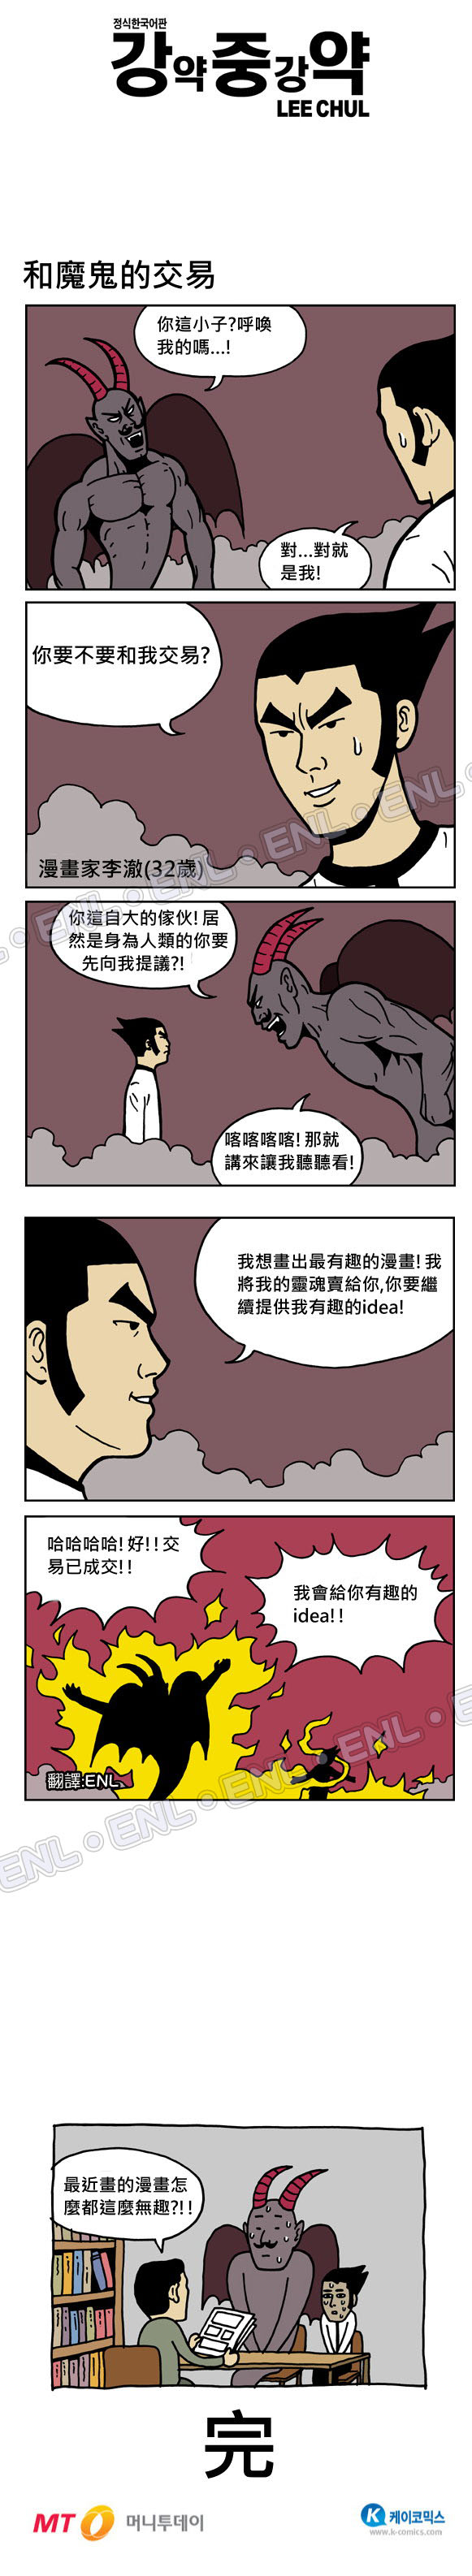 정식한국어판
강약중강약
LEE CHUL
和魔鬼的交易
你這小子?呼喚
我的嗎...!
對...對就
是我!
你要不要和我交易?
漫畫家李澈(32歲)
你這自大的傢伙! 居
然是身為人類的你要
先向我提議?!
喀喀喀喀! 那就
講來讓我聽聽看!
我想畫出最有趣的漫畫! 我
將我的靈魂賣給你,你要繼
續提供我有趣的idea!
哈哈哈哈! 好!! 交
易已成交!!
我會給你有趣的
idea!!
翻譯:ENL
ENL • ENL • ENL • ENL
ENL • ENL • ENL • ENL
最近畫的漫畫怎
麼都這麼無趣?!!
完
MT 머니투데이
K 케이코믹스
www.k-comics.com